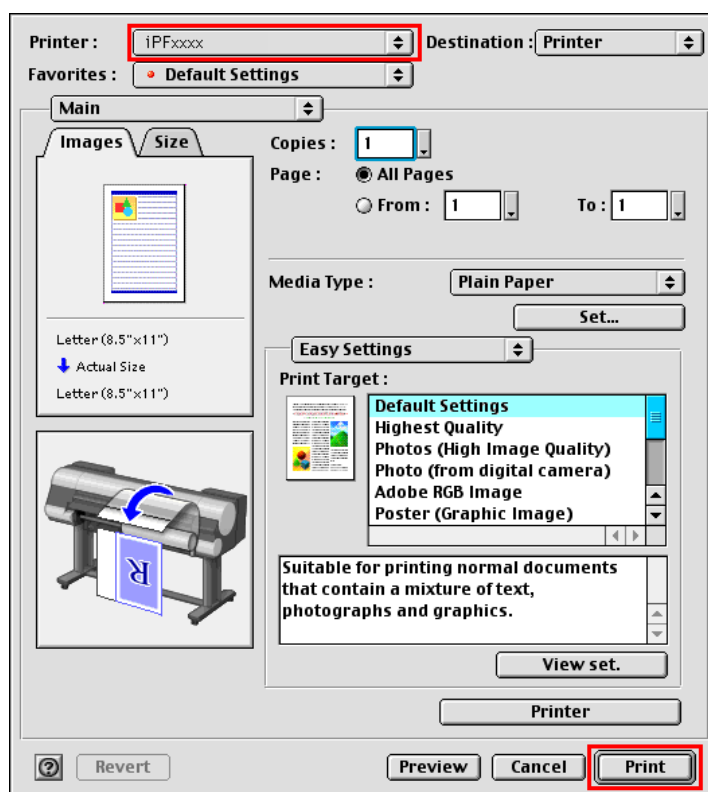 Printer : iPFxxxx Destination : Printer
Favorites : Default Settings
Main
Images Size
Copies : 1
Page : All Pages
From : 1 To : 1
Media Type : Plain Paper
Set...
Letter (8.5"x11")
Actual Size
Letter (8.5"x11")
Easy Settings
Print Target :
Default Settings
Highest Quality
Photos (High Image Quality)
Photo (from digital camera)
Adobe RGB Image
Poster (Graphic Image)
R
Suitable for printing normal documents
that contain a mixture of text,
photographs and graphics.
View set.
Printer
? Revert Preview Cancel Print